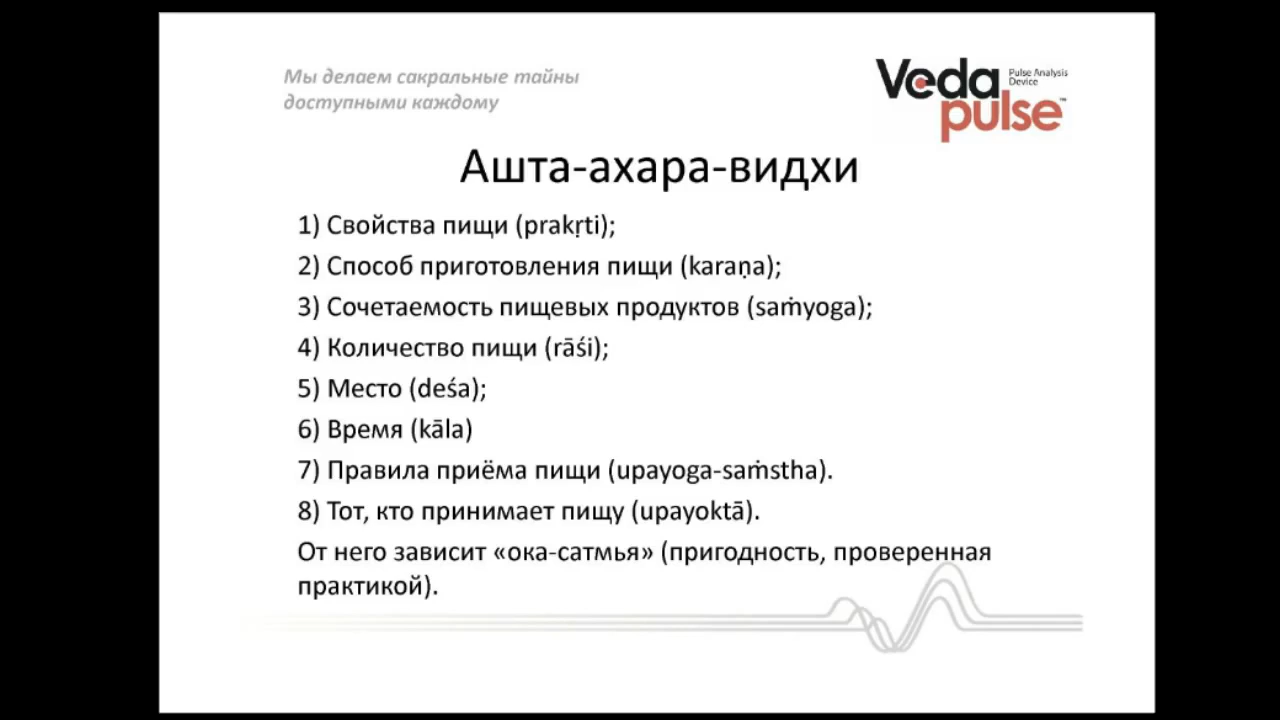 Мы делаем сакральные тайны
доступными каждому
Veda
Pulse Analysis
Device
pulse™
Ашта-ахара-видхи
1) Свойства пищи (prakṛti);
2) Способ приготовления пищи (karaṇa);
3) Сочетаемость пищевых продуктов (saṁyoga);
4) Количество пищи (rāśi);
5) Место (deśa);
6) Время (kāla)
7) Правила приёма пищи (upayoga-saṁstha).
8) Тот, кто принимает пищу (upayoktā).
От него зависит «ока-сатмья» (пригодность, проверенная
практикой).